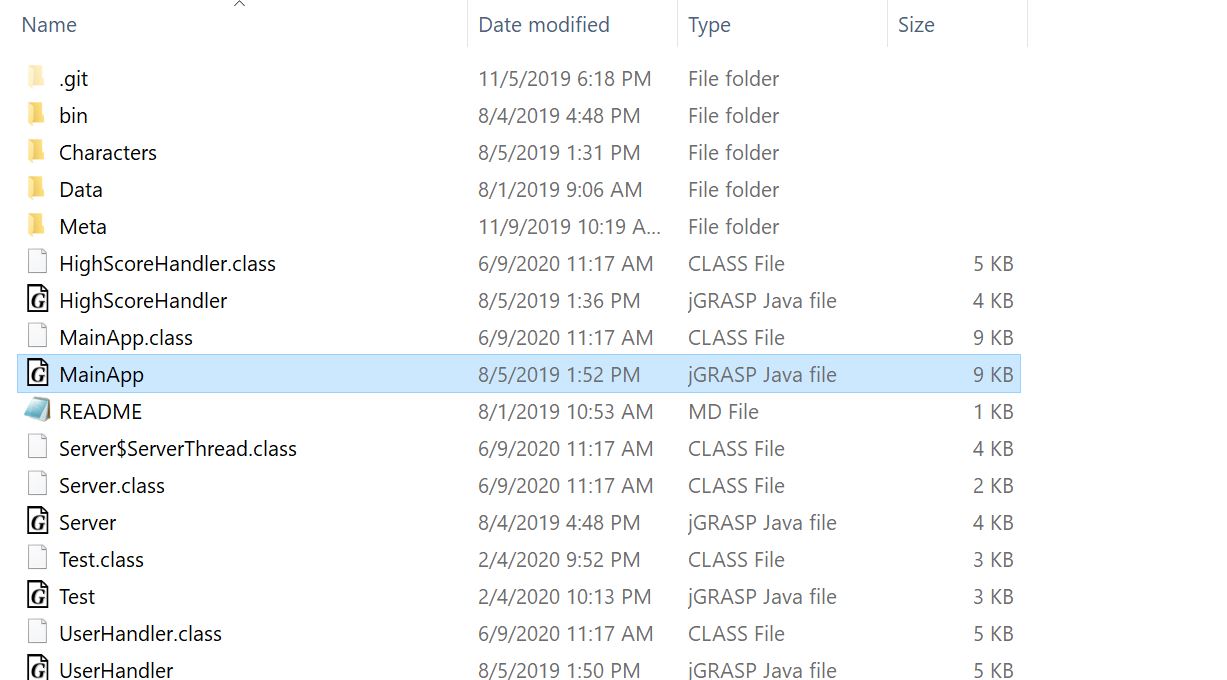 Name Date modified Type Size
.git 11/5/2019 6:18 PM File folder
bin 8/4/2019 4:48 PM File folder
Characters 8/5/2019 1:31 PM File folder
Data 8/1/2019 9:06 AM File folder
Meta 11/9/2019 10:19 A... File folder
HighScoreHandler.class 6/9/2020 11:17 AM CLASS File 5 KB
HighScoreHandler 8/5/2019 1:36 PM jGRASP Java file 4 KB
MainApp.class 6/9/2020 11:17 AM CLASS File 9 KB
MainApp 8/5/2019 1:52 PM jGRASP Java file 9 KB
README 8/1/2019 10:53 AM MD File 1 KB
Server$ServerThread.class 6/9/2020 11:17 AM CLASS File 4 KB
Server.class 6/9/2020 11:17 AM CLASS File 2 KB
Server 8/4/2019 4:48 PM jGRASP Java file 4 KB
Test.class 2/4/2020 9:52 PM CLASS File 3 KB
Test 2/4/2020 10:13 PM jGRASP Java file 3 KB
UserHandler.class 6/9/2020 11:17 AM CLASS File 5 KB
UserHandler 8/5/2019 1:50 PM jGRASP Java file 5 KB